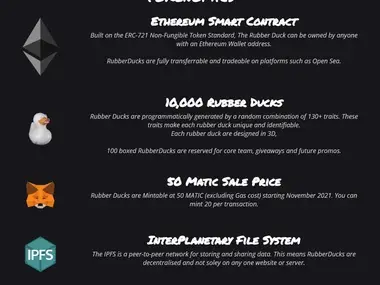 Ethereum Smart Contract
Built on the ERC-721 Non-Fungible Token Standard, The Rubber Duck can be owned by anyone
with an Ethereum Wallet address.
RubberDucks are fully transferrable and tradeable on platforms such as Open Sea.
10,000 Rubber Ducks
Rubber Ducks are programmatically generated by a random combination of 130+ traits. These
traits make each rubber duck unique and identifiable.
Each rubber duck are designed in 3D,
100 boxed RubberDucks are reserved for core team, giveaways and future promos.
50 Matic Sale Price
Rubber Ducks are Mintable at 50 MATIC (excluding Gas cost) starting November 2021. You can
mint 20 per transaction.
InterPlanetary File System
IPFS
The IPFS is a peer-to-peer network for storing and sharing data. This means RubberDucks are
decentralised and not soley on any one website or server.